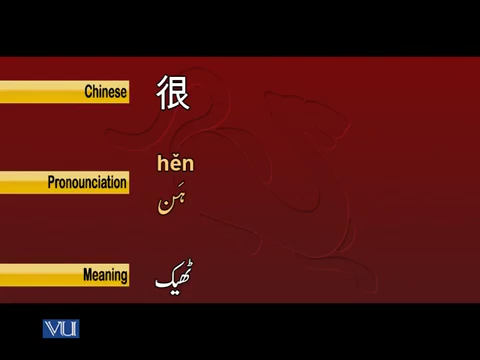 Chinese 很
Pronounciation hěn
ہَن
Meaning ٹھیک
VU